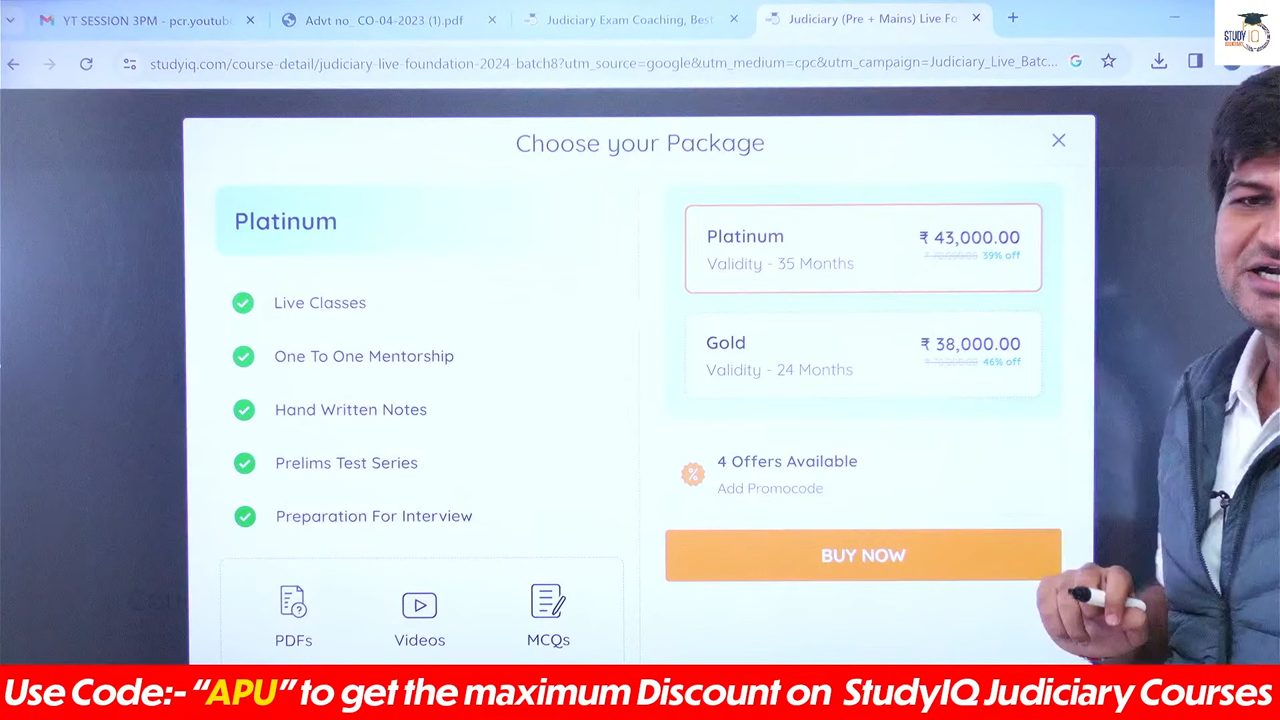 YT SESSION 3PM - pcr.youtub
Advt no_ CO-04-2023 (1).pdf
Judiciary Exam Coaching, Best
Judiciary (Pre + Mains) Live Fo
STUDY IQ
JUDICIARY
studyiq.com/course-detail/judiciary-live-foundation-2024-batch8?utm_source=google&utm_medium=cpc&utm_campaign=Judiciary_Live_Batc...
Choose your Package
Platinum
Live Classes
One To One Mentorship
Hand Written Notes
Prelims Test Series
Preparation For Interview
PDFs
Videos
MCQs
Platinum
₹ 43,000.00
Validity - 35 Months
39% off
Gold
₹ 38,000.00
Validity - 24 Months
46% off
4 Offers Available
Add Promocode
BUY NOW
Use Code:- “APU” to get the maximum Discount on StudyIQ Judiciary Courses